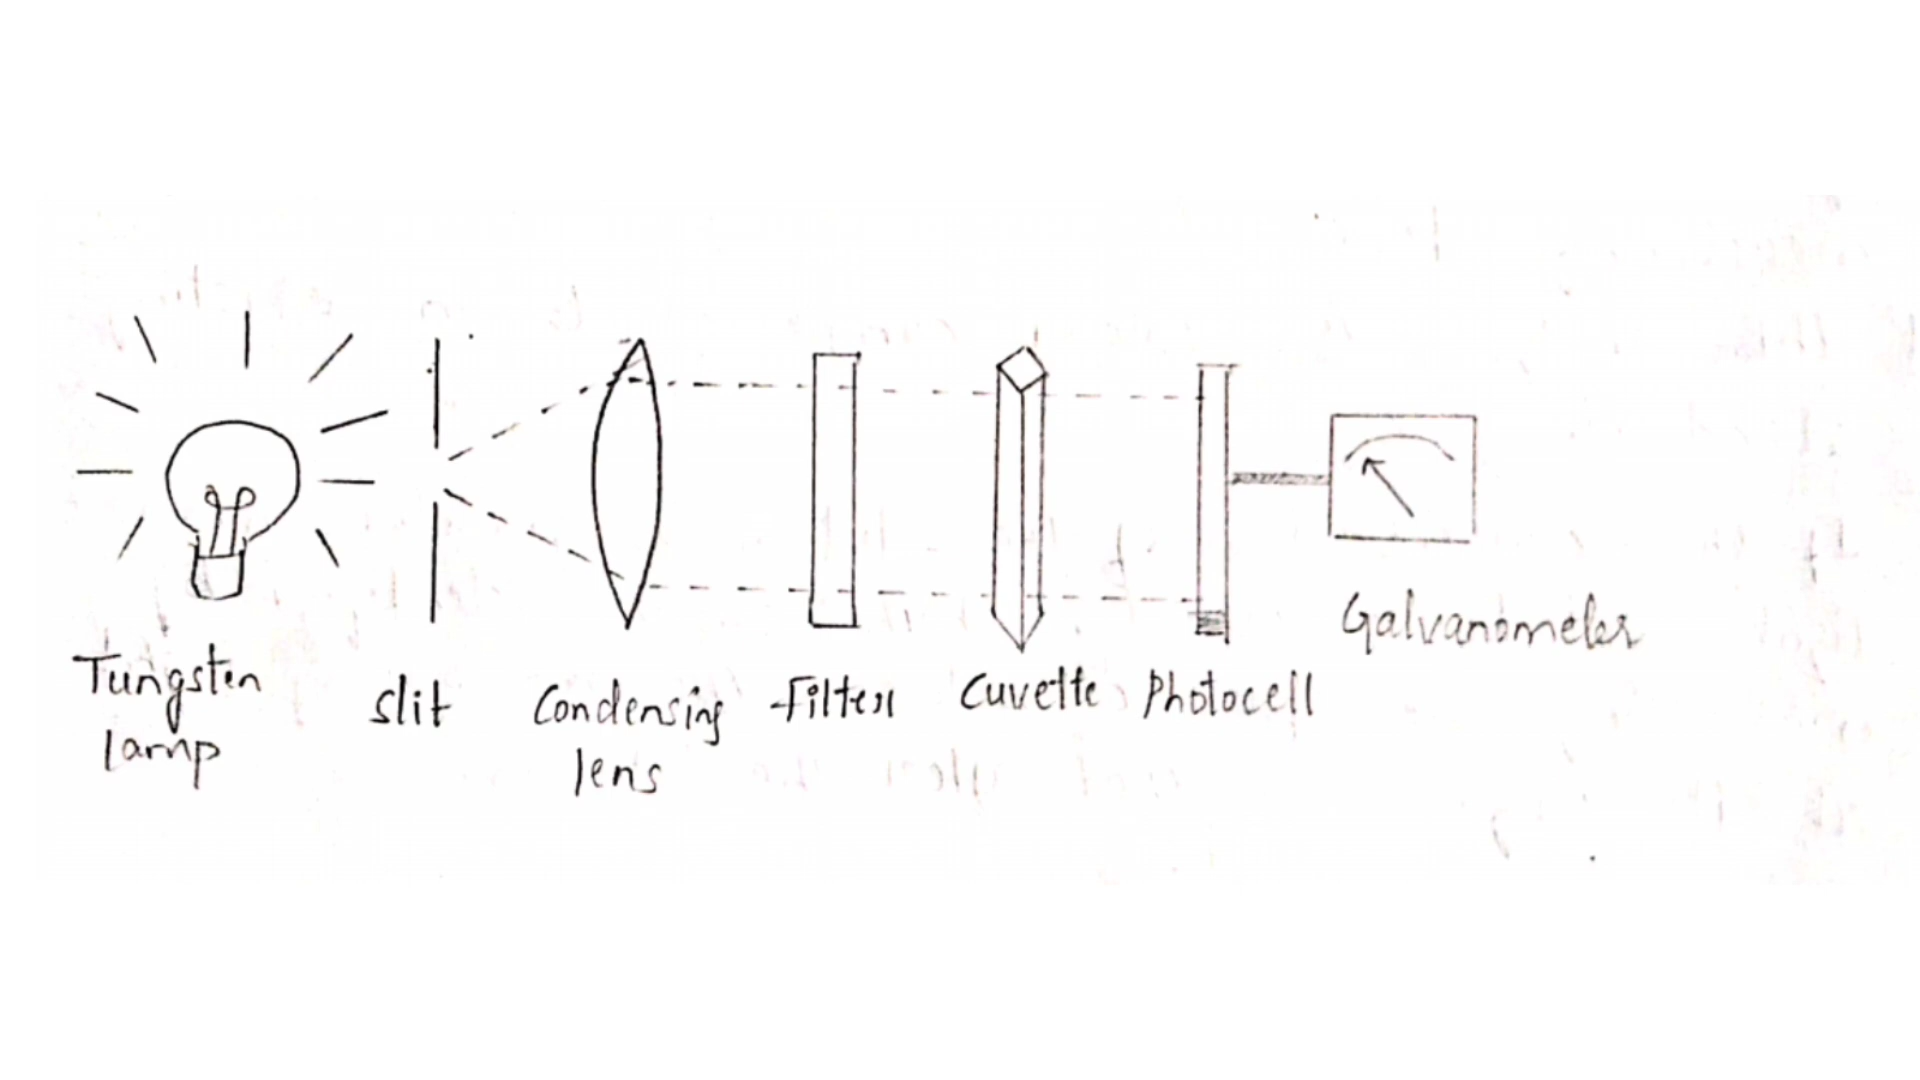 Tungsten
lamp
slit
Condensing
lens
Filter
Cuvette
Photocell
Galvanometer